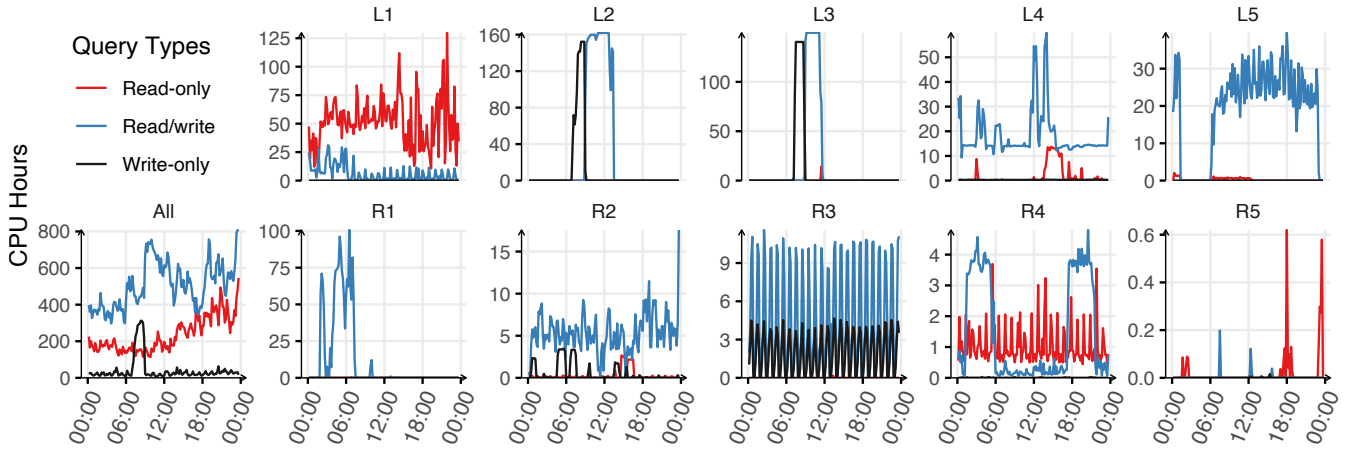 L1
L2
L3
L4
L5
Query Types
Read-only
Read/write
Write-only
CPU Hours
125
100
75
50
25
0
160
120
80
40
0
100
50
0
50
40
30
20
10
0
30
20
10
0
All
R1
R2
R3
R4
R5
800
600
400
200
0
100
75
50
25
0
15
10
5
0
9
6
3
0
4
3
2
1
0
0.6
0.4
0.2
0.0
00:00 06:00 12:00 18:00 00:00
00:00 06:00 12:00 18:00 00:00
00:00 06:00 12:00 18:00 00:00
00:00 06:00 12:00 18:00 00:00
00:00 06:00 12:00 18:00 00:00
00:00 06:00 12:00 18:00 00:00